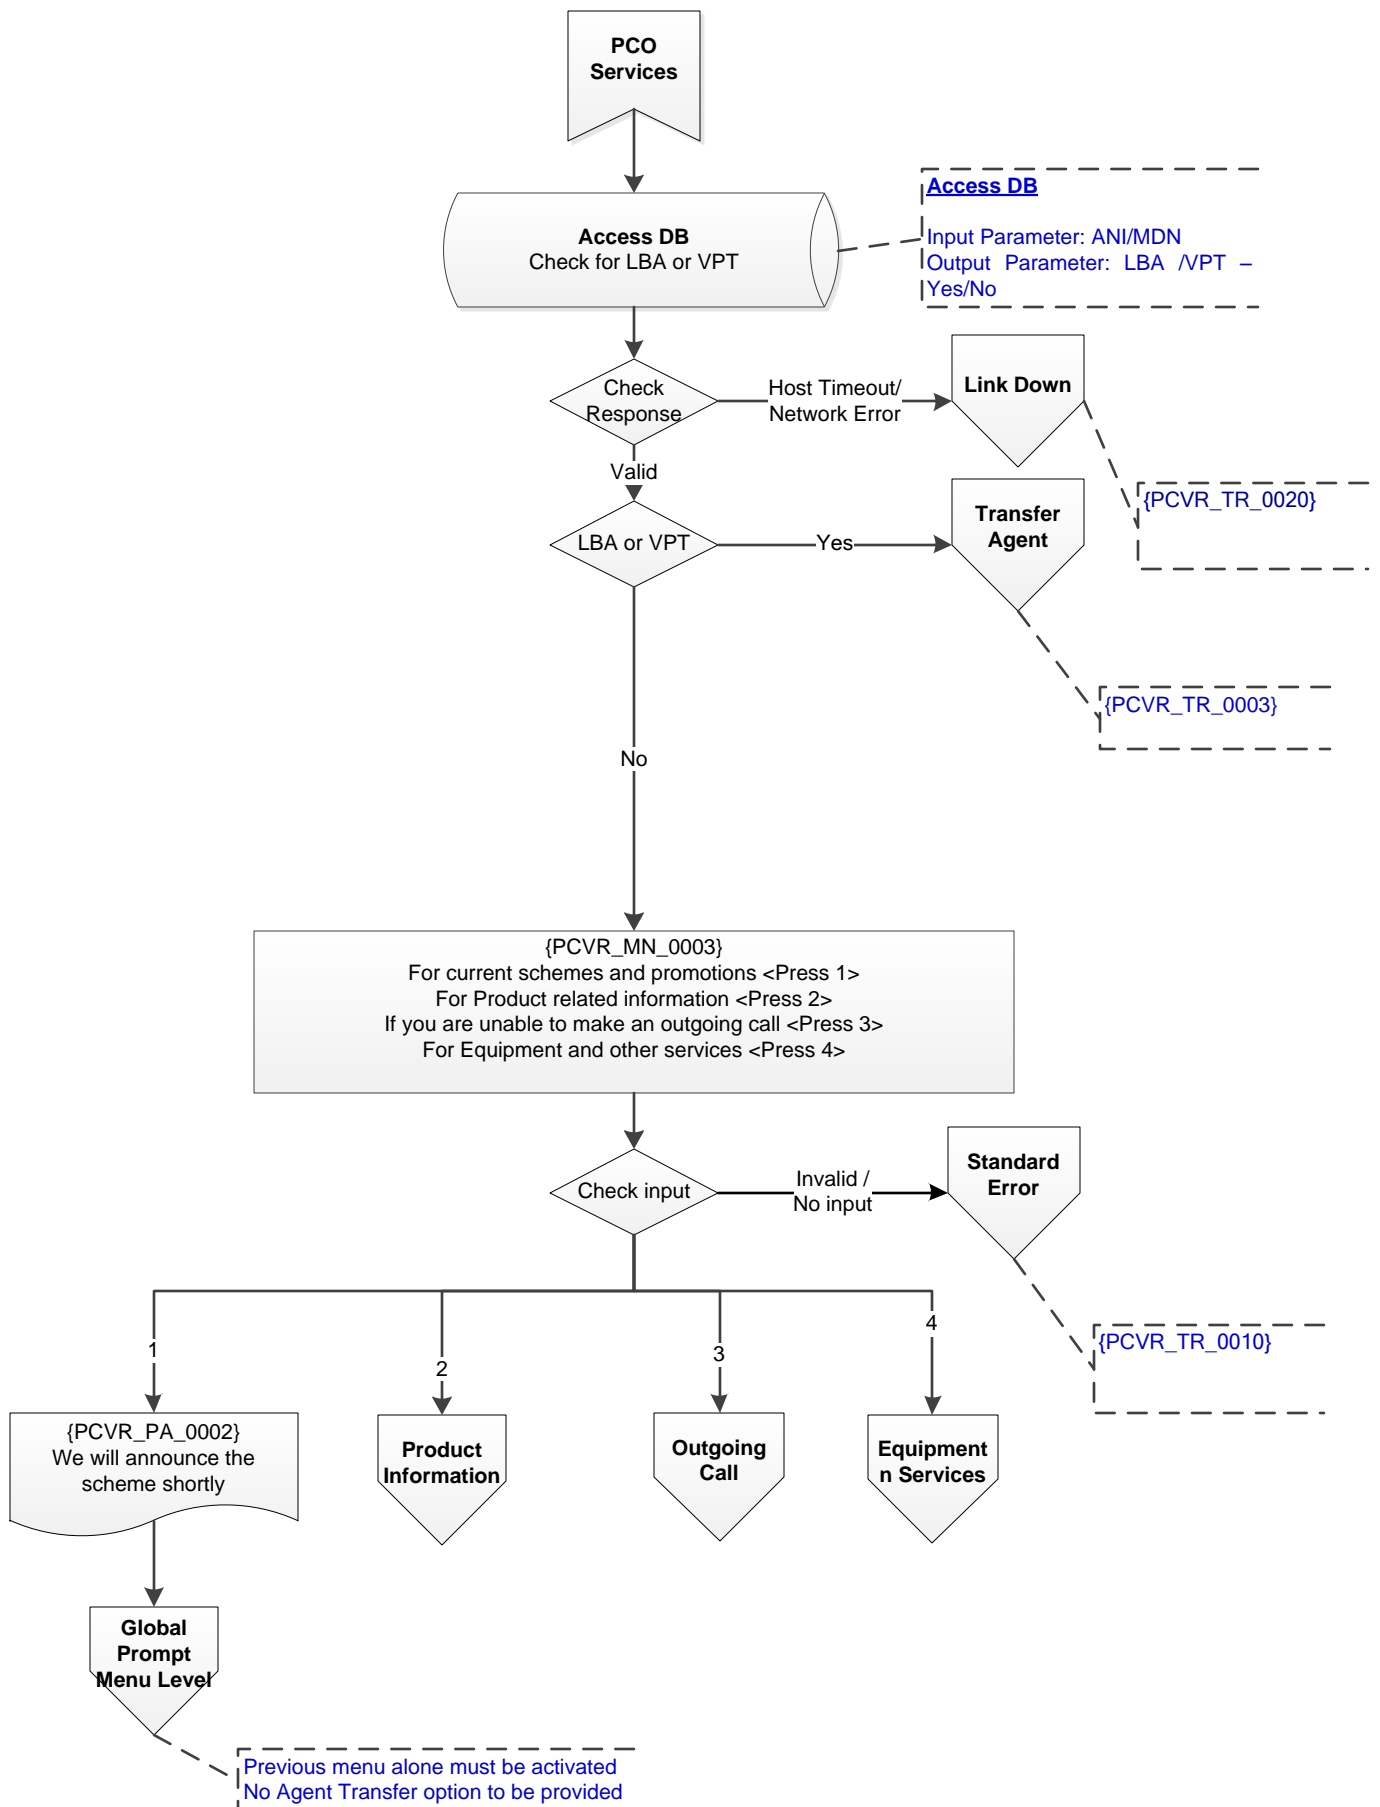 PCO
Services
Access DB
Check for LBA or VPT
Access DB
Input Parameter: ANI/MDN
Output Parameter: LBA /VPT –
Yes/No
Check
Response
Host Timeout/
Network Error
Link Down
Valid
{PCVR_TR_0020}
LBA or VPT
Yes
Transfer
Agent
{PCVR_TR_0003}
No
{PCVR_MN_0003}
For current schemes and promotions <Press 1>
For Product related information <Press 2>
If you are unable to make an outgoing call <Press 3>
For Equipment and other services <Press 4>
Check input
Invalid /
No input
Standard
Error
{PCVR_TR_0010}
1
2
3
4
{PCVR_PA_0002}
We will announce the
scheme shortly
Product
Information
Outgoing
Call
Equipment
n Services
Global
Prompt
Menu Level
Previous menu alone must be activated
No Agent Transfer option to be provided